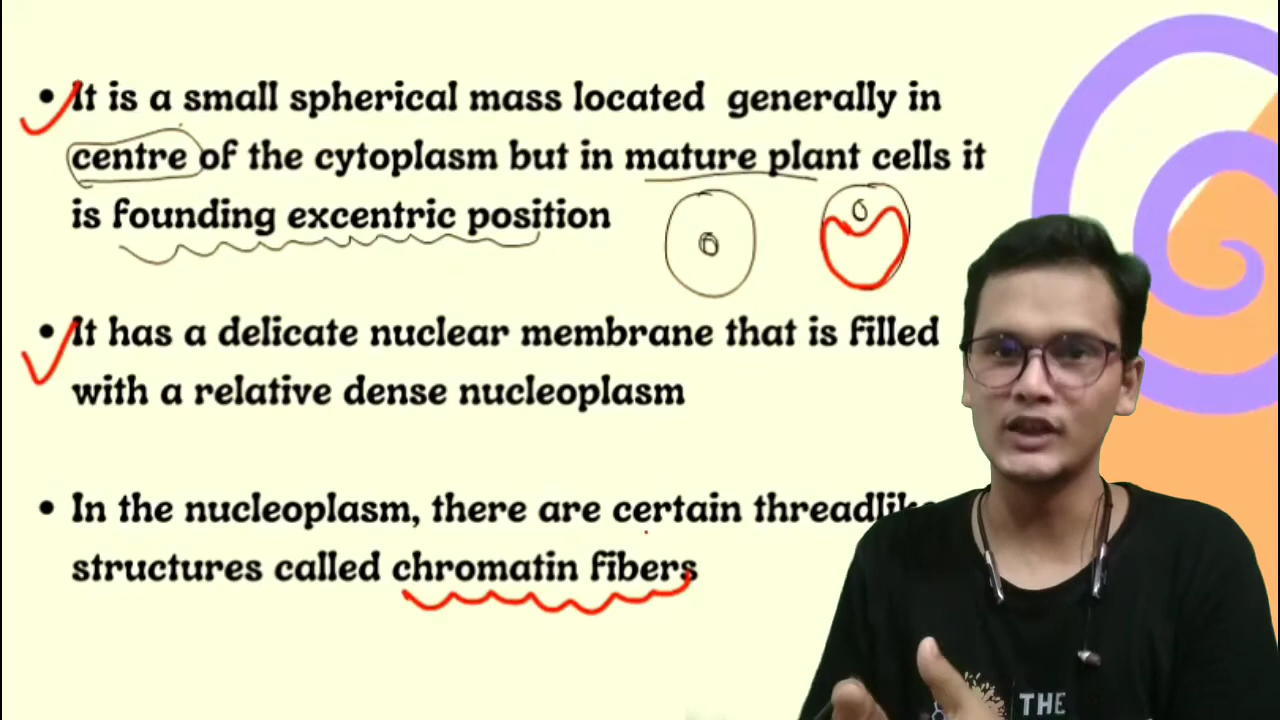 • It is a small spherical mass located generally in
centre of the cytoplasm but in mature plant cells it
is founding excentric position
• It has a delicate nuclear membrane that is filled
with a relative dense nucleoplasm
• In the nucleoplasm, there are certain threadlike
structures called chromatin fibers
THE